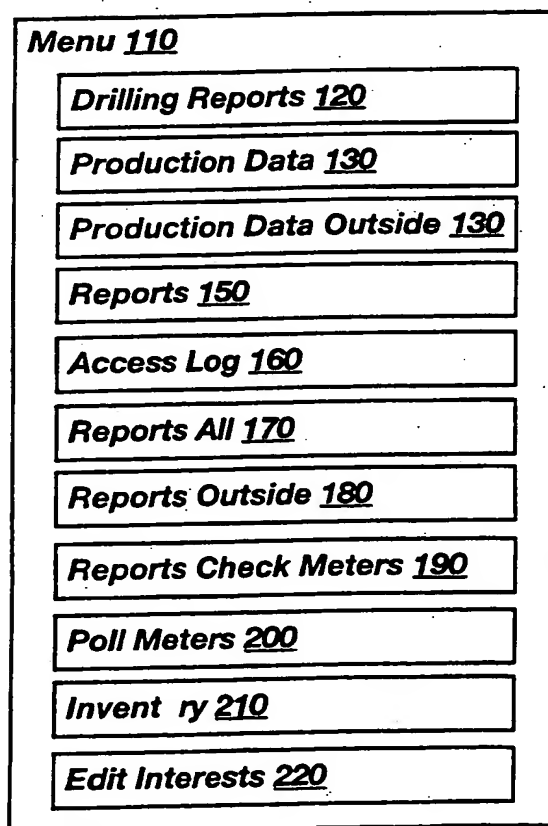 Menu 110
Drilling Reports 120
Production Data 130
Production Data Outside 130
Reports 150
Access Log 160
Reports All 170
Reports Outside 180
Reports Check Meters 190
Poll Meters 200
Invent ry 210
Edit Interests 220